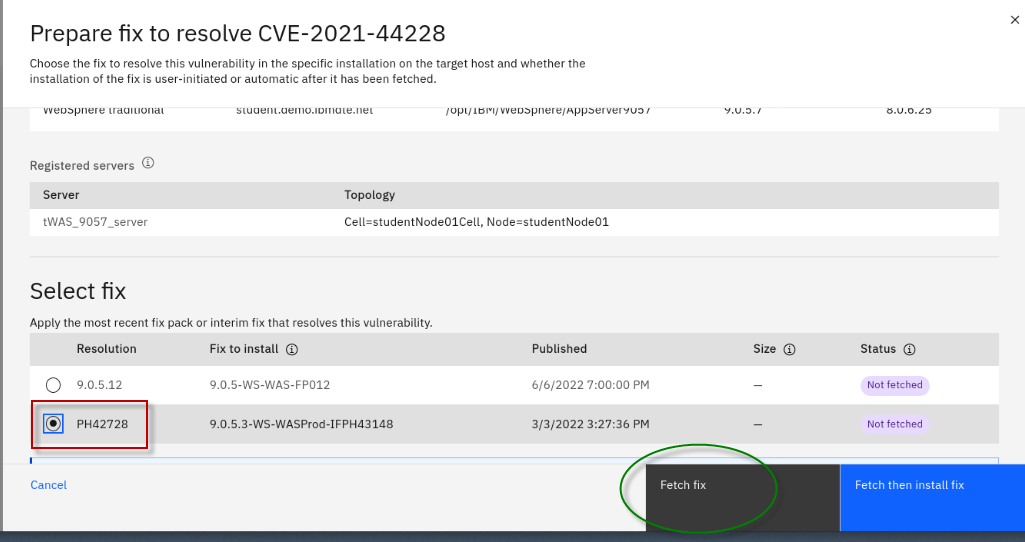 Prepare fix to resolve CVE-2021-44228
Choose the fix to resolve this vulnerability in the specific installation on the target host and whether the
installation of the fix is user-initiated or automatic after it has been fetched.
WebSphere traditional student.demo.ibmdte.net /opt/IBM/WebSphere/AppServer9057 9.0.5.7 8.0.6.25
Registered servers
Server Topology
tWAS_9057_server Cell=studentNode01Cell, Node=studentNode01
Select fix
Apply the most recent fix pack or interim fix that resolves this vulnerability.
Resolution Fix to install Published Size Status
9.0.5.12 9.0.5-WS-WAS-FP012 6/6/2022 7:00:00 PM — Not fetched
PH42728 9.0.5.3-WS-WASProd-IFPH43148 3/3/2022 3:27:36 PM — Not fetched
Cancel Fetch fix Fetch then install fix